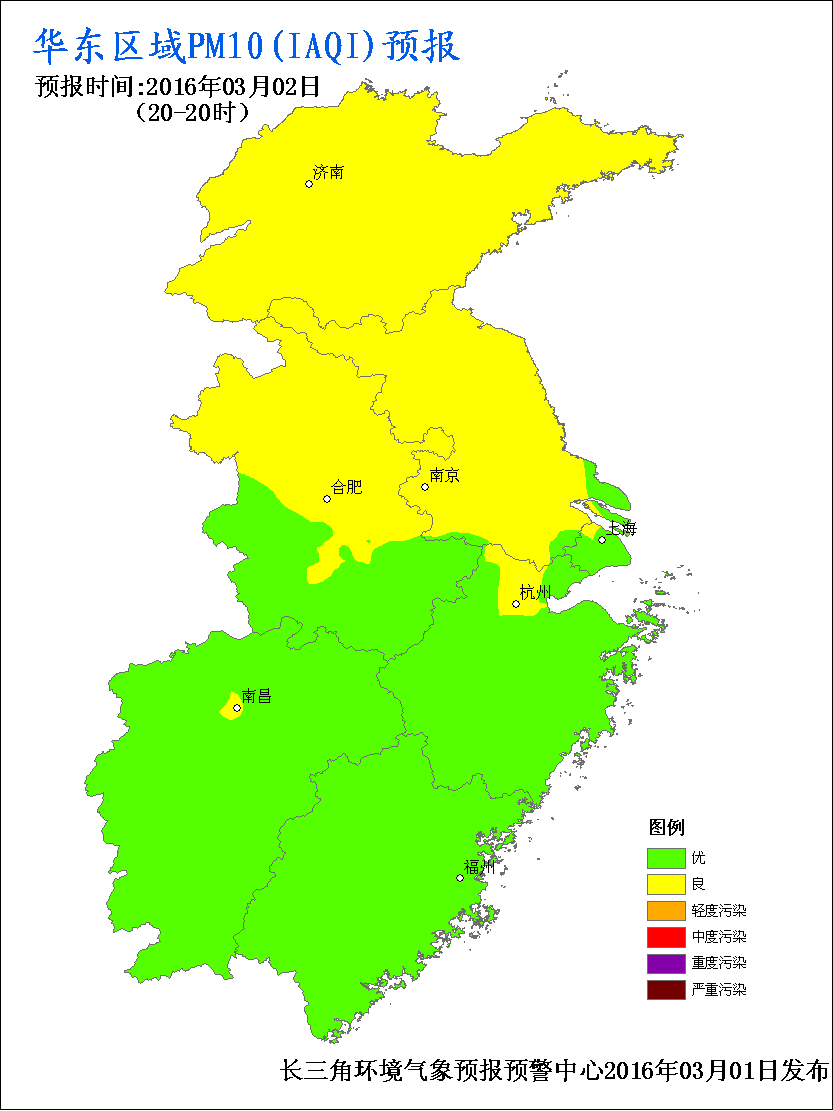 华东区域PM10(IAQI)预报
预报时间:2016年03月02日
(20-20时)
济南
南京
合肥
上海
杭州
南昌
福州
图例
优
良
轻度污染
中度污染
重度污染
严重污染
长三角环境气象预报预警中心2016年03月01日发布